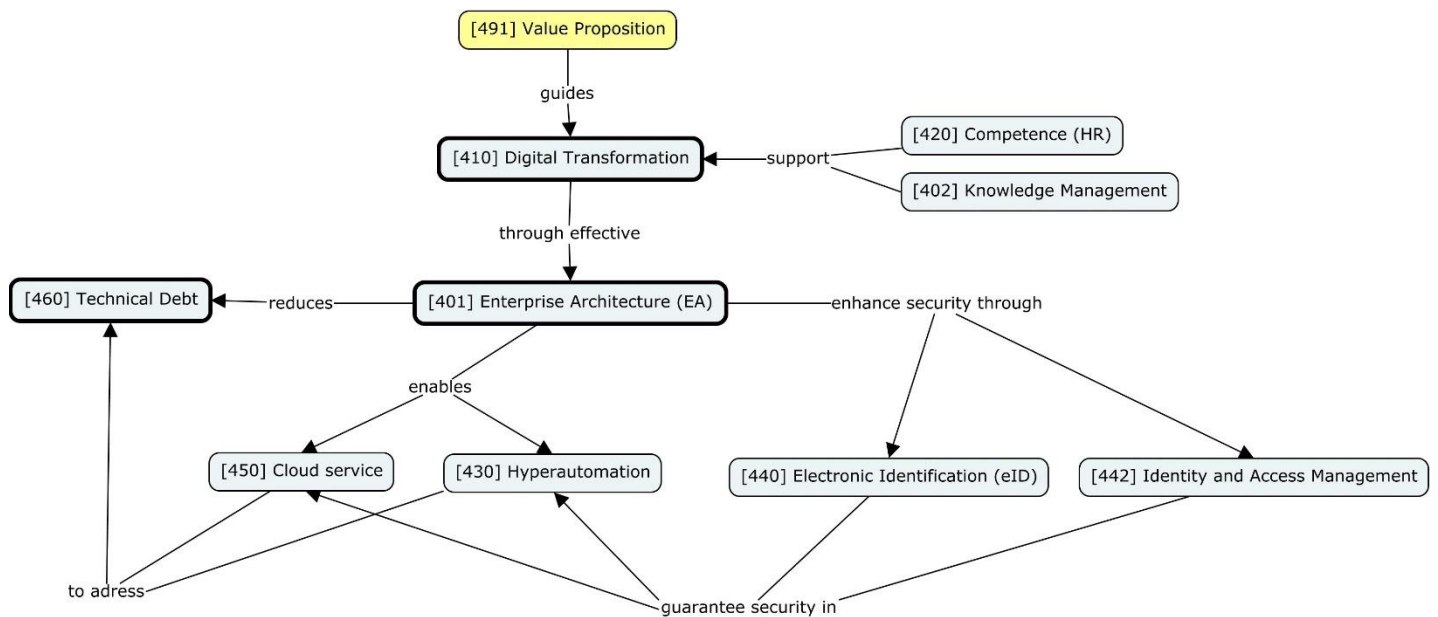 [491] Value Proposition
guides
[420] Competence (HR)
[410] Digital Transformation
support
[402] Knowledge Management
through effective
[460] Technical Debt
reduces
[401] Enterprise Architecture (EA)
enhance security through
enables
[450] Cloud service
[430] Hyperautomation
[440] Electronic Identification (eID)
[442] Identity and Access Management
to adress
guarantee security in